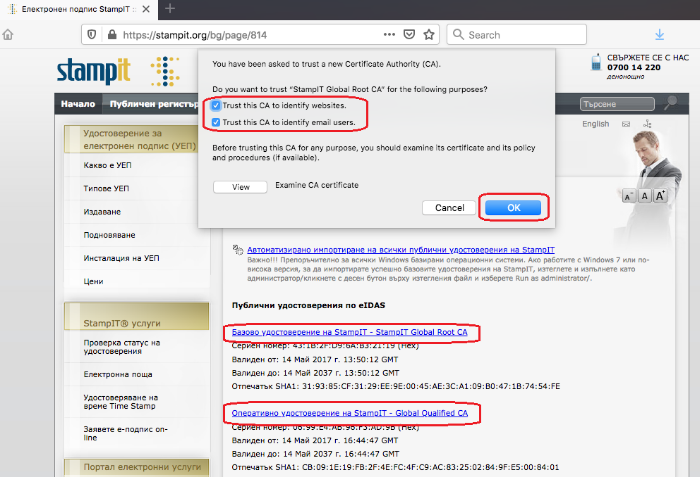 Електронен подпис StampIT ::
https://stampit.org/bg/page/814
Search
stampit
СВЪРЖЕТЕ СЕ С НАС
0700 14 220
денонощна
You have been asked to trust a new Certificate Authority (CA).
Do you want to trust "StampIT Global Root CA" for the following purposes?
Trust this CA to identify websites.
Trust this CA to identify email users.
Before trusting this CA for any purpose, you should examine its certificate and its policy
and procedures (if available).
View
Examine CA certificate
Cancel
OK
Начало
Публичен регистър
Търсене
English
A⁻ A A⁺
Удостоверение за
електронен подпис (УЕП)
Какво е УЕП
Типове УЕП
Издаване
Подновяване
Инсталация на УЕП
Цени
StampIT® услуги
Проверка статус на
удостоверения
Електронна поща
Удостоверяване на
време Time Stamp
Заявете е-подпис on-
line
Портал електронни услуги
Автоматизирано импортиране на всички публични удостоверения на StampIT
Важно!!! Препоръчително за всички Windows базирани операционни системи. Ако работите с Windows 7 или по-
висока версия, за да импортирате успешно базовите удостоверения на StampIT, изтеглете и изпълнете като
администратор/кликнете с десен бутон върху изтегления файл и изберете Run as administrator/.
Публични удостоверения по eIDAS
Базово удостоверение на StampIT - StampIT Global Root CA
Сериен номер: 43:1B:2F:D9:6A:B3:21:19 (Hex)
Валиден от: 14 Май 2017 г. 13:50:12 GMT
Валиден до: 14 Май 2037 г. 13:50:12 GMT
Отпечатък SHA1: 31:93:85:CF:31:29:EE:9E:00:45:AE:3C:A1:09:B0:47:1B:74:54:FE
Оперативно удостоверение на StampIT - Global Qualified CA
Сериен номер: 06:99:E4:AB:96:F3:AD:9B (Hex)
Валиден от: 14 Май 2017 г. 16:44:47 GMT
Валиден до: 14 Май 2037 г. 16:44:47 GMT
Отпечатък SHA1: CB:09:1E:19:FB:2F:4E:FC:4F:C9:AC:83:25:02:84:9F:E5:00:84:01